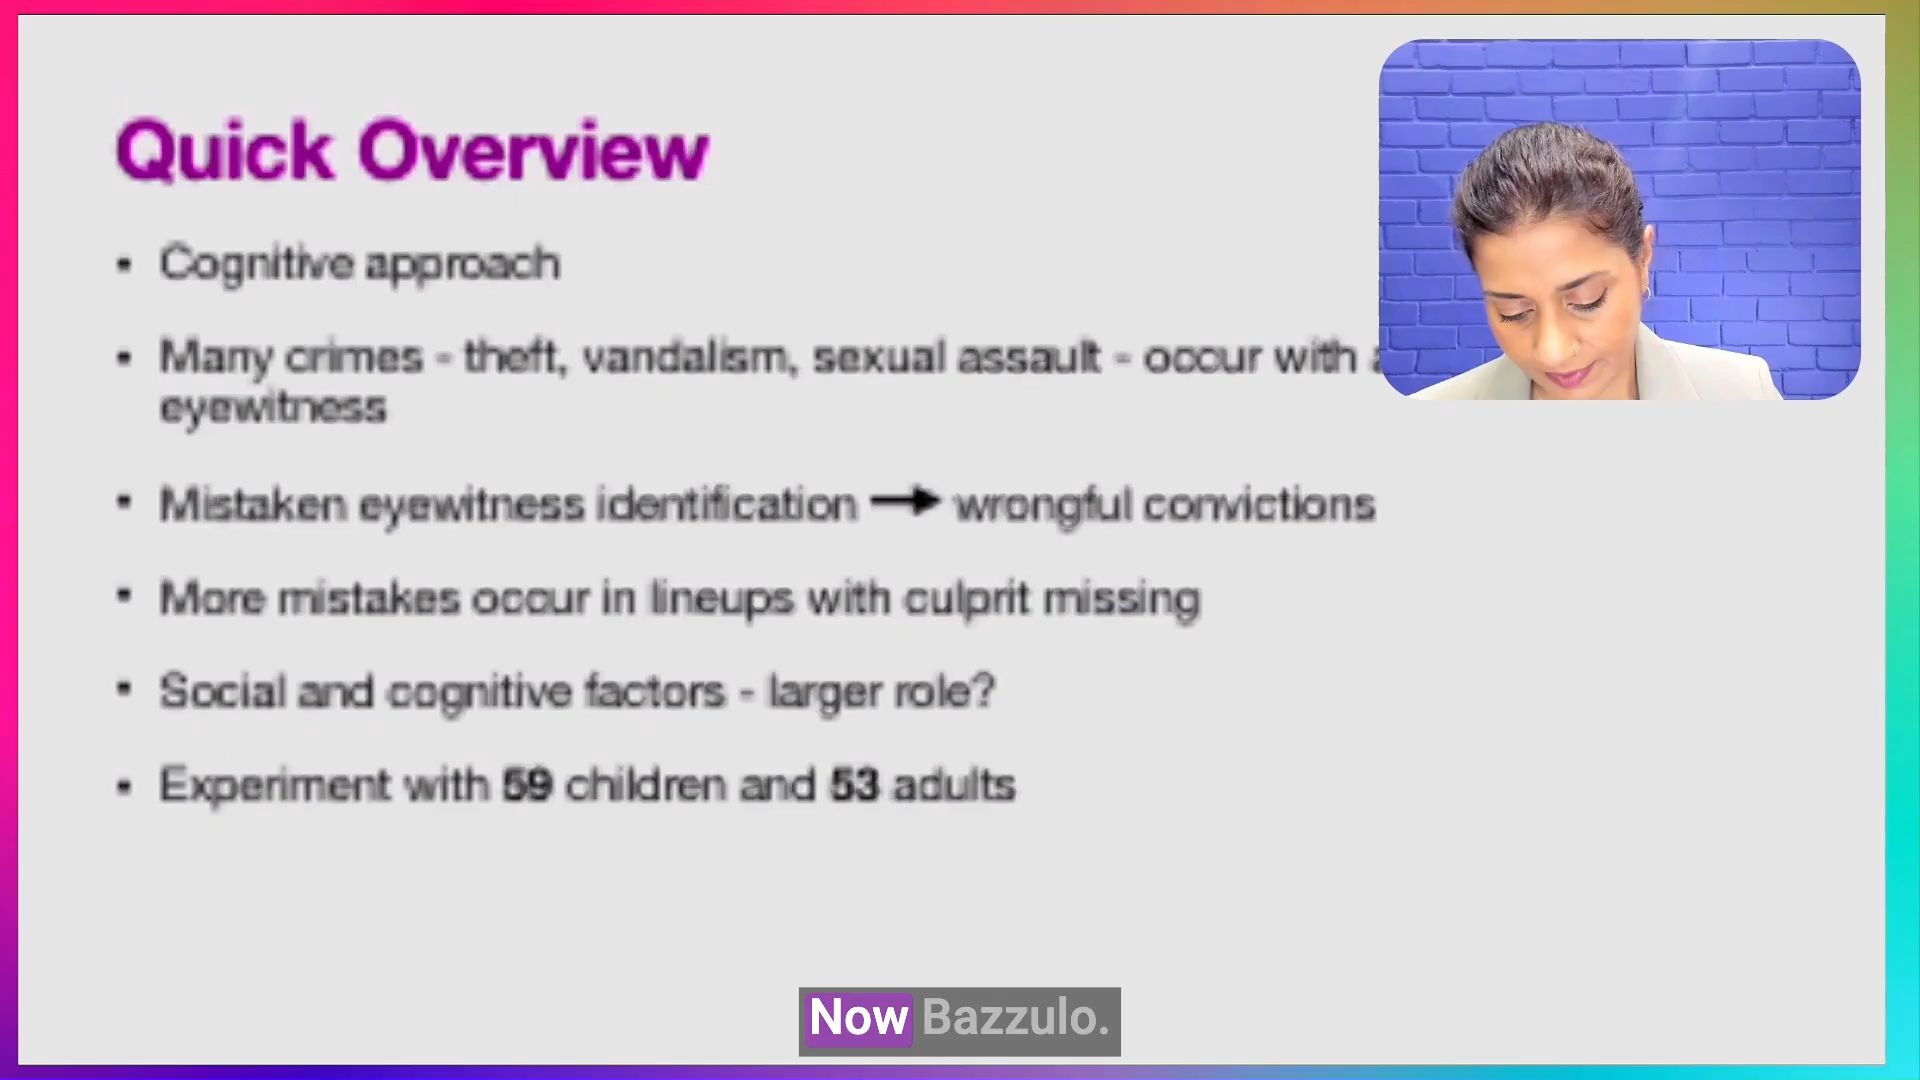 Quick Overview
• Cognitive approach
• Many crimes - theft, vandalism, sexual assault - occur with
eyewitness
• Mistaken eyewitness identification → wrongful convictions
• More mistakes occur in lineups with culprit missing
• Social and cognitive factors - larger role?
• Experiment with 59 children and 53 adults
Now Bazzulo.